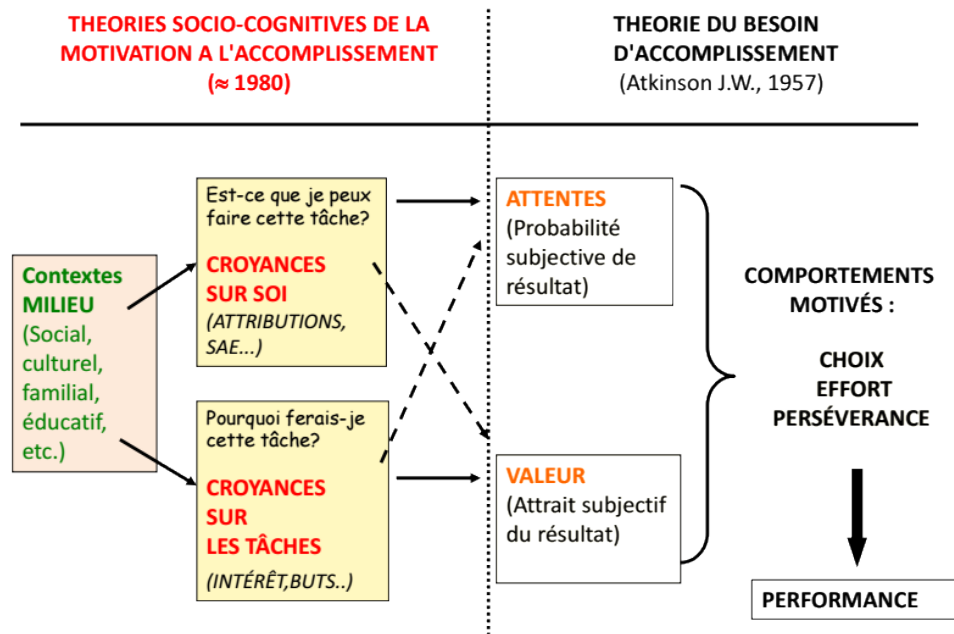 THEORIES SOCIO-COGNITIVES DE LA
MOTIVATION A L'ACCOMPLISSEMENT
(≈ 1980)
THEORIE DU BESOIN
D'ACCOMPLISSEMENT
(Atkinson J.W., 1957)
Contextes
MILIEU
(Social,
culturel,
familial,
éducatif,
etc.)
Est-ce que je peux
faire cette tâche?
CROYANCES
SUR SOI
(ATTRIBUTIONS,
SAE...)
Pourquoi ferais-je
cette tâche?
CROYANCES
SUR
LES TÂCHES
(INTÉRÊT,BUTS..)
ATTENTES
(Probabilité
subjective de
résultat)
VALEUR
(Attrait subjectif
du résultat)
COMPORTEMENTS
MOTIVÉS :
CHOIX
EFFORT
PERSÉVERANCE
PERFORMANCE